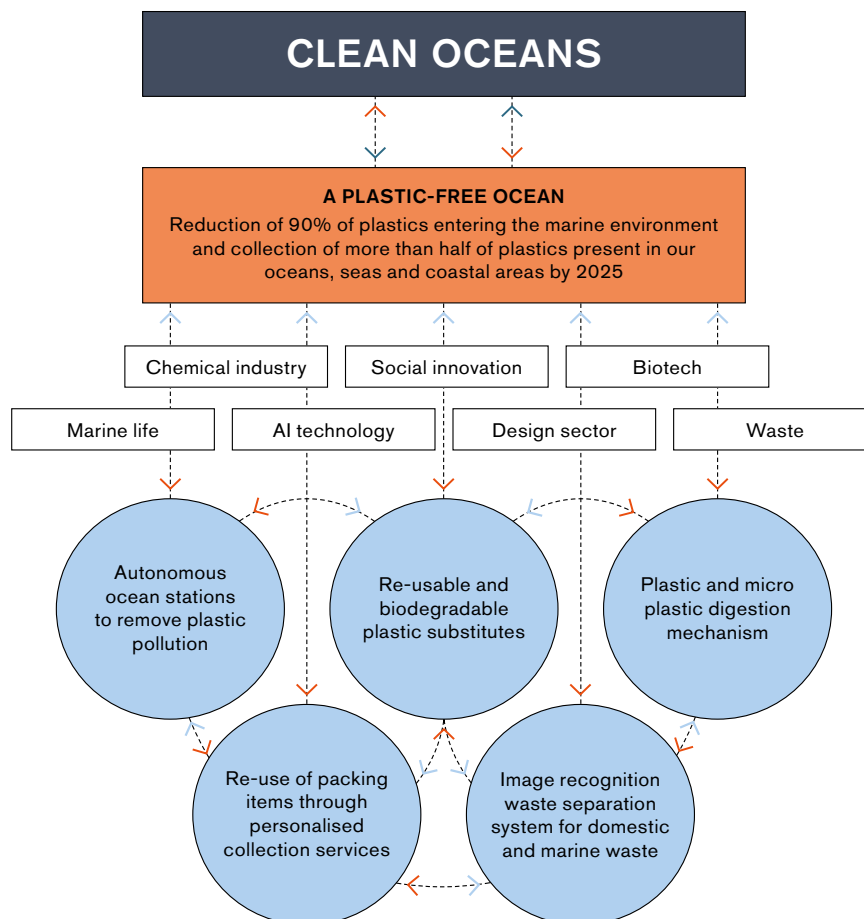 CLEAN OCEANS
A PLASTIC-FREE OCEAN
Reduction of 90% of plastics entering the marine environment
and collection of more than half of plastics present in our
oceans, seas and coastal areas by 2025
Chemical industry
Social innovation
Biotech
Marine life
AI technology
Design sector
Waste
Autonomous
ocean stations
to remove plastic
pollution
Re-usable and
biodegradable
plastic substitutes
Plastic and micro
plastic digestion
mechanism
Re-use of packing
items through
personalised
collection services
Image recognition
waste separation
system for domestic
and marine waste